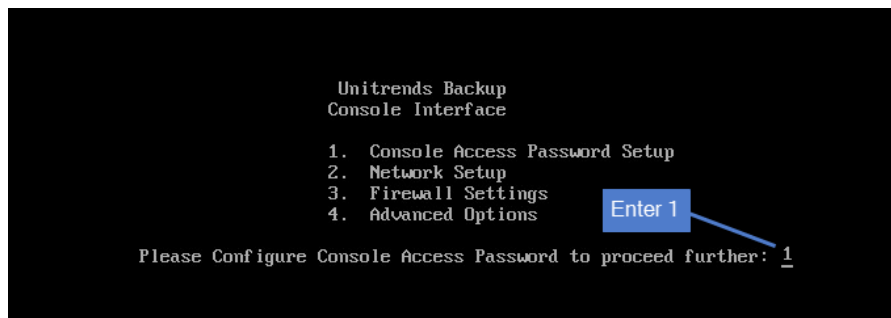 Unitrends Backup
Console Interface
1. Console Access Password Setup
2. Network Setup
3. Firewall Settings
4. Advanced Options
Enter 1
Please Configure Console Access Password to proceed further: 1